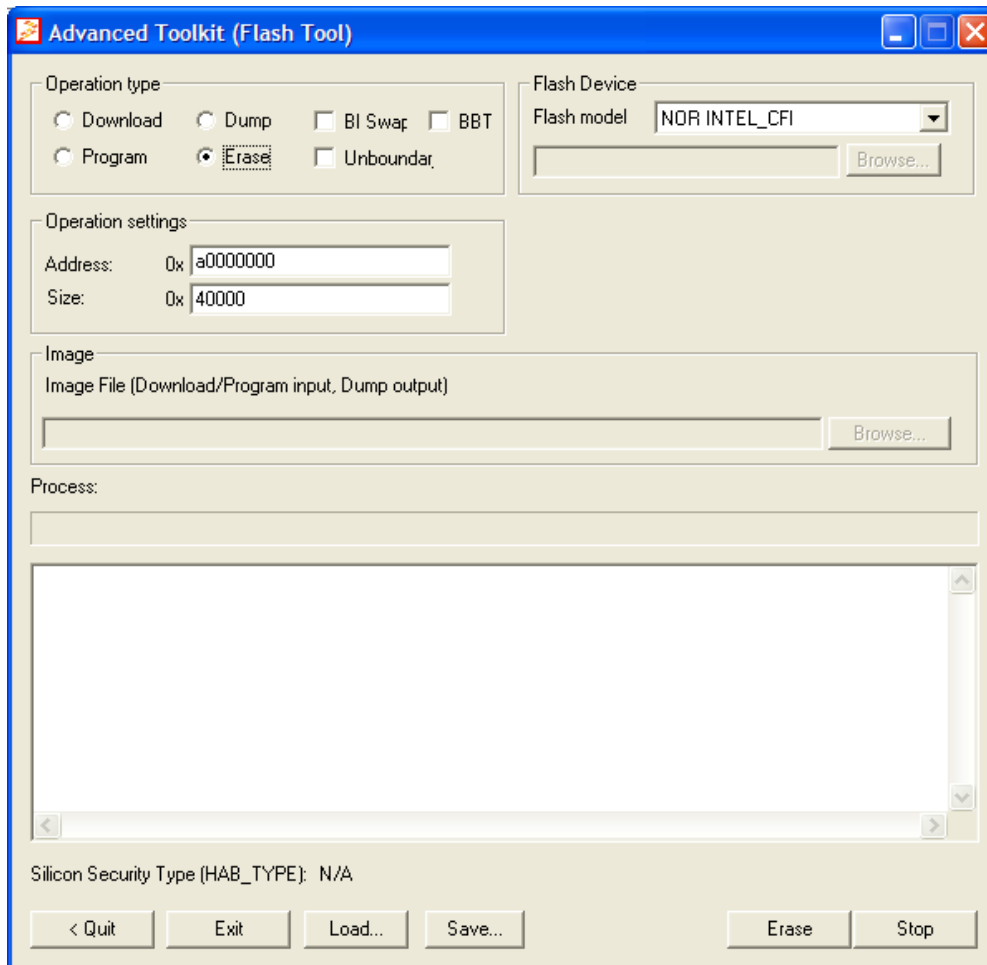 Advanced Toolkit (Flash Tool)
Operation type
Download Dump BI Swap BBT
Program Erase Unboundar
Flash Device
Flash model NOR INTEL_CFI
Browse...
Operation settings
Address: 0x a0000000
Size: 0x 40000
Image
Image File (Download/Program input, Dump output)
Browse...
Process:
Silicon Security Type (HAB_TYPE): N/A
< Quit Exit Load... Save... Erase Stop